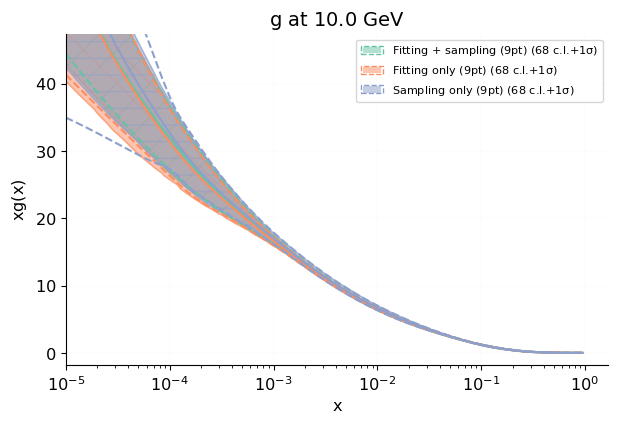 g at 10.0 GeV
Fitting + sampling (9pt) (68 c.l.+1σ)
Fitting only (9pt) (68 c.l.+1σ)
Sampling only (9pt) (68 c.l.+1σ)
xg(x)
40
30
20
10
0
10⁻⁵ 10⁻⁴ 10⁻³ 10⁻² 10⁻¹ 10⁰
x